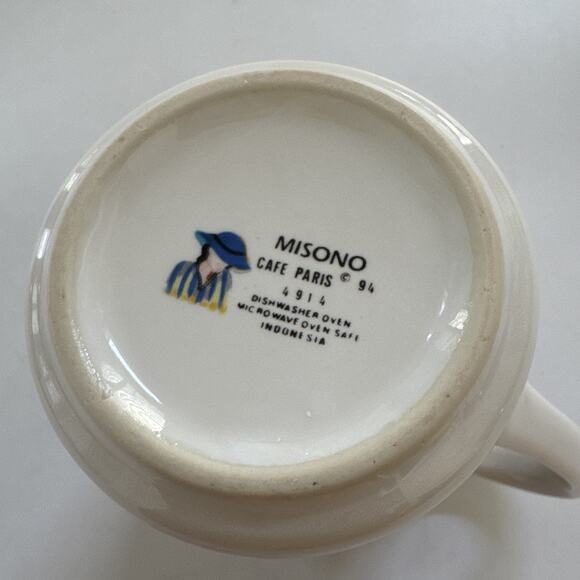 MISONO
CAFE PARIS © 94
4914
DISHWASHER OVEN
MICROWAVE OVEN SAFE
INDONESIA